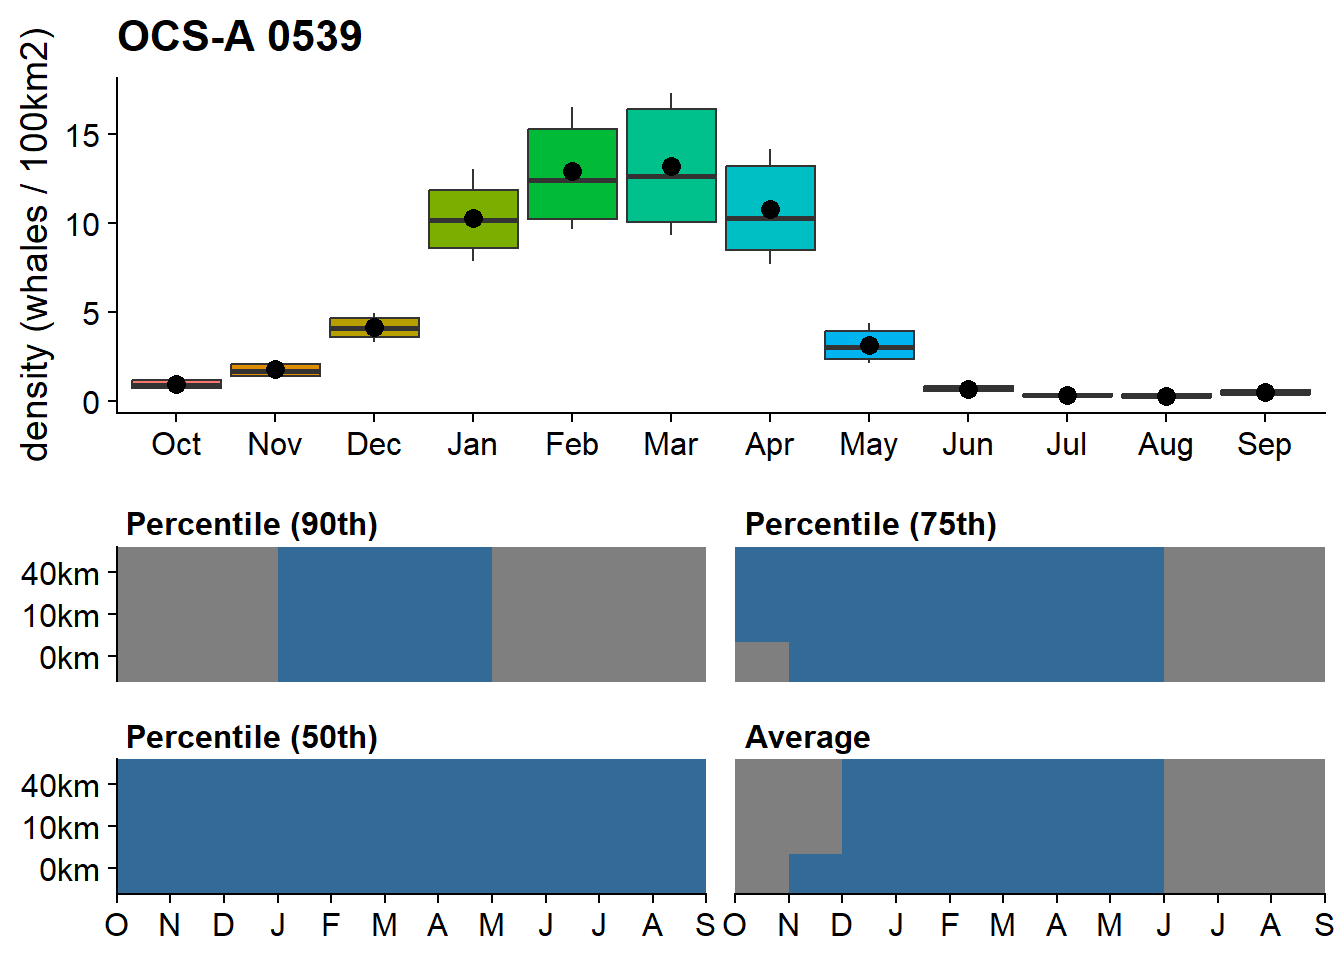 OCS-A 0539
density (whales / 100km2)
15
10
5
0
Oct Nov Dec Jan Feb Mar Apr May Jun Jul Aug Sep
Percentile (90th) Percentile (75th)
40km
10km
0km
Percentile (50th) Average
40km
10km
0km
O N D J F M A M J J A S O N D J F M A M J J A S